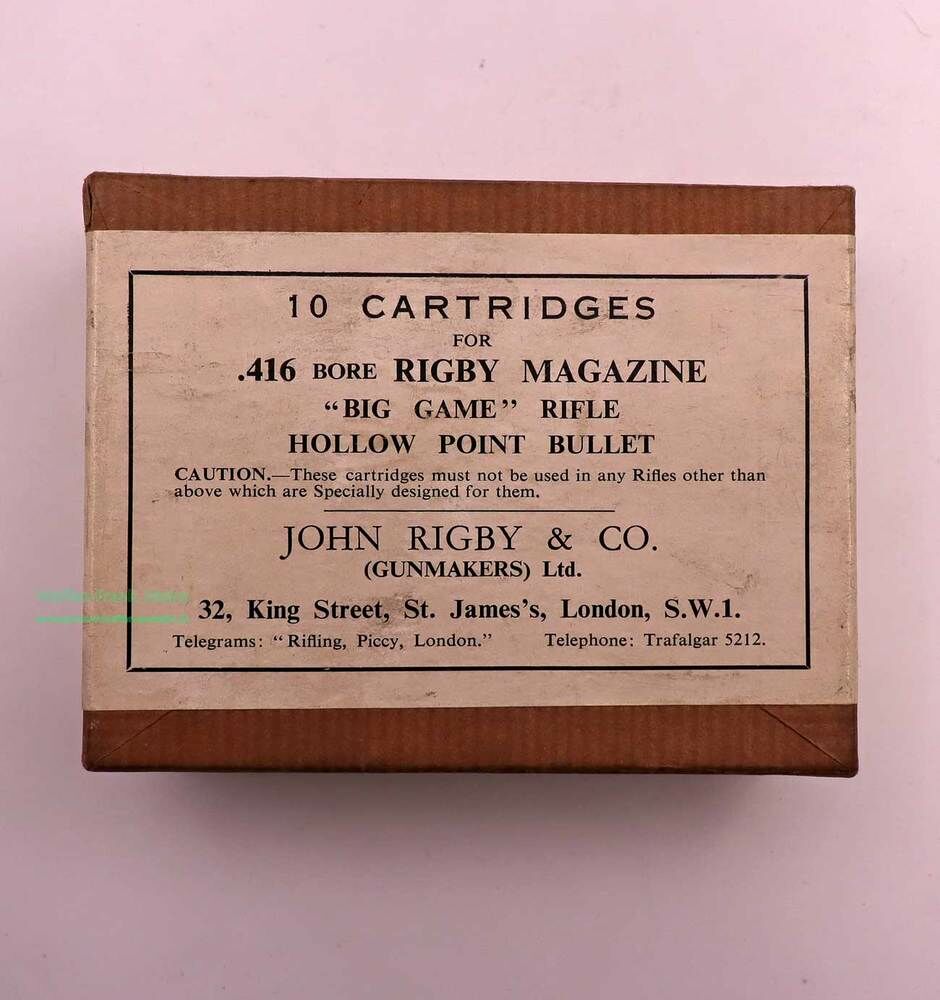 10 CARTRIDGES
FOR
.416 BORE RIGBY MAGAZINE
“BIG GAME” RIFLE
HOLLOW POINT BULLET
CAUTION.—These cartridges must not be used in any Rifles other than
above which are Specially designed for them.
JOHN RIGBY & CO.
(GUNMAKERS) Ltd.
32, King Street, St. James's, London, S.W.1.
Telegrams: “Rifling, Piccy, London.” Telephone: Trafalgar 5212.